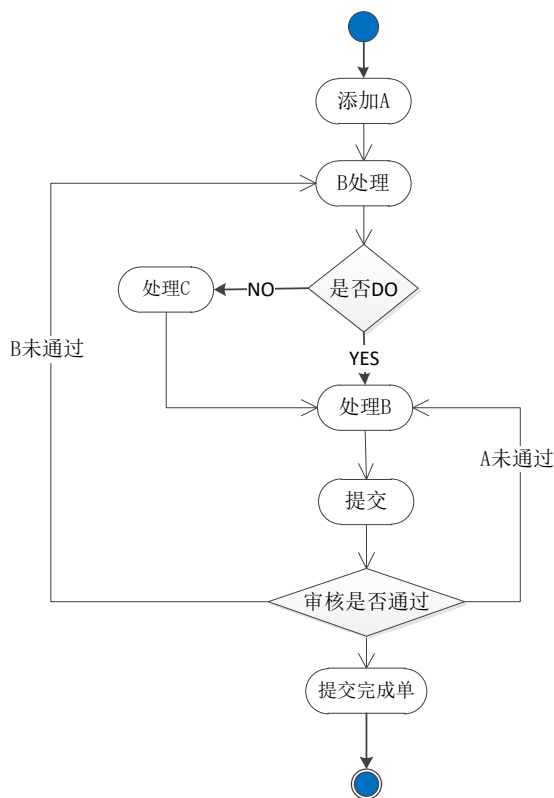 添加A
B处理
是否DO
NO
处理C
B未通过
YES
处理B
A未通过
提交
审核是否通过
提交完成单